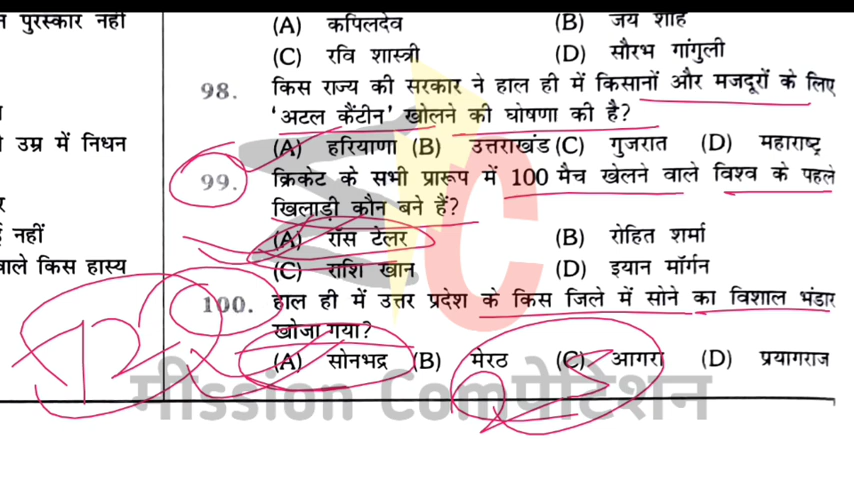 न पुरस्कार नहीं
(A) कपिलदेव (B) जय शाह
(C) रवि शास्त्री (D) सौरभ गांगुली
98. किस राज्य की सरकार ने हाल ही में किसानों और मजदूरों के लिए
'अटल कैंटीन' खोलने की घोषणा की है?
ी उम्र में निधन
(A) हरियाणा (B) उत्तराखंड (C) गुजरात (D) महाराष्ट्र
99. क्रिकेट के सभी प्रारूप में 100 मैच खेलने वाले विश्व के पहले
खिलाड़ी कौन बने हैं?
ई नहीं
(A) रॉस टेलर (B) रोहित शर्मा
वाले किस हास्य
(C) राशि खान (D) इयान मॉर्गन
100. हाल ही में उत्तर प्रदेश के किस जिले में सोने का विशाल भंडार
खोजा गया?
(A) सोनभद्र (B) मेरठ (C) आगरा (D) प्रयागराज
मीission Comपेटिशन